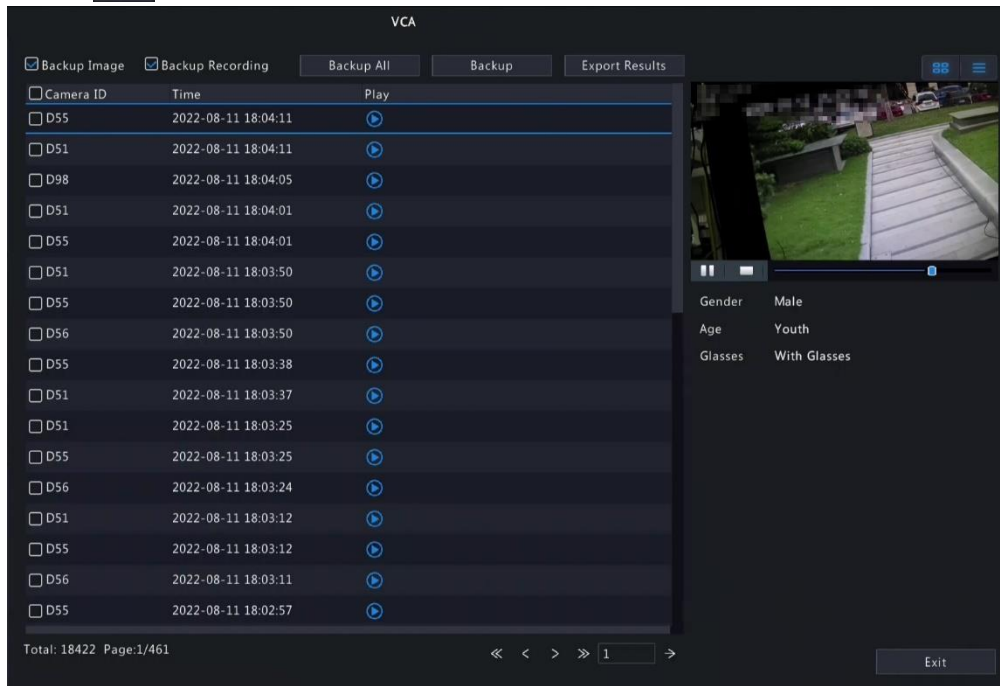 VCA
Backup Image Backup Recording Backup All Backup Export Results
Camera ID Time Play
D55 2022-08-11 18:04:11
D51 2022-08-11 18:04:11
D98 2022-08-11 18:04:05
D51 2022-08-11 18:04:01
D55 2022-08-11 18:04:01
D51 2022-08-11 18:03:50
D55 2022-08-11 18:03:50
D56 2022-08-11 18:03:50
D55 2022-08-11 18:03:38
D51 2022-08-11 18:03:37
D51 2022-08-11 18:03:25
D55 2022-08-11 18:03:25
D56 2022-08-11 18:03:24
D51 2022-08-11 18:03:12
D55 2022-08-11 18:03:12
D56 2022-08-11 18:03:11
D55 2022-08-11 18:02:57
Gender Male
Age Youth
Glasses With Glasses
Total: 18422 Page:1/461 « < > » 1 →
Exit